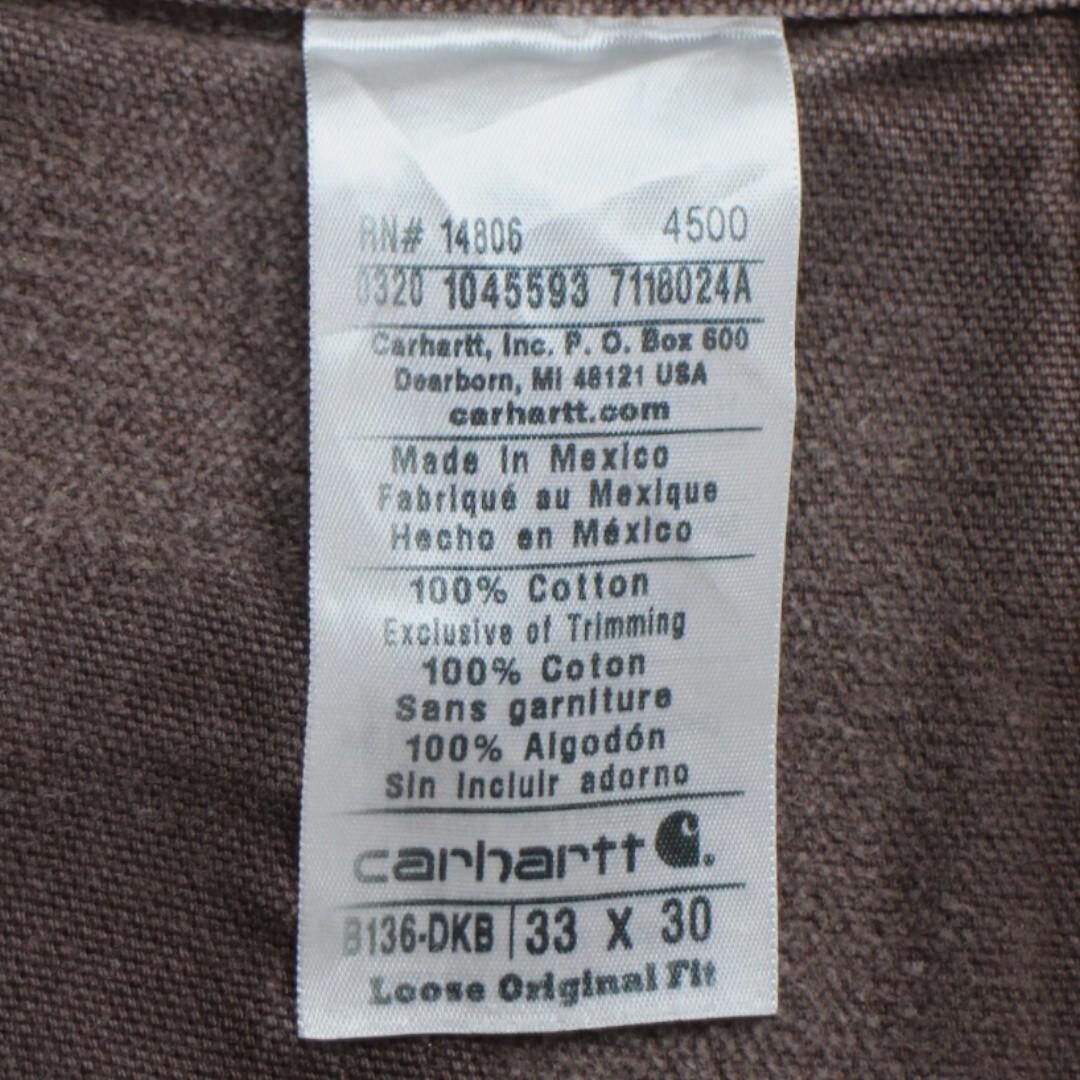 RN# 14806 4500
0320 1045593 7118024A
Carhartt, Inc. P. O. Box 600
Dearborn, MI 48121 USA
carhartt.com
Made in Mexico
Fabriqué au Mexique
Hecho en México
100% Cotton
Exclusive of Trimming
100% Coton
Sans garniture
100% Algodón
Sin incluir adorno
carhartt
B136-DKB 33 X 30
Loose Original Fit